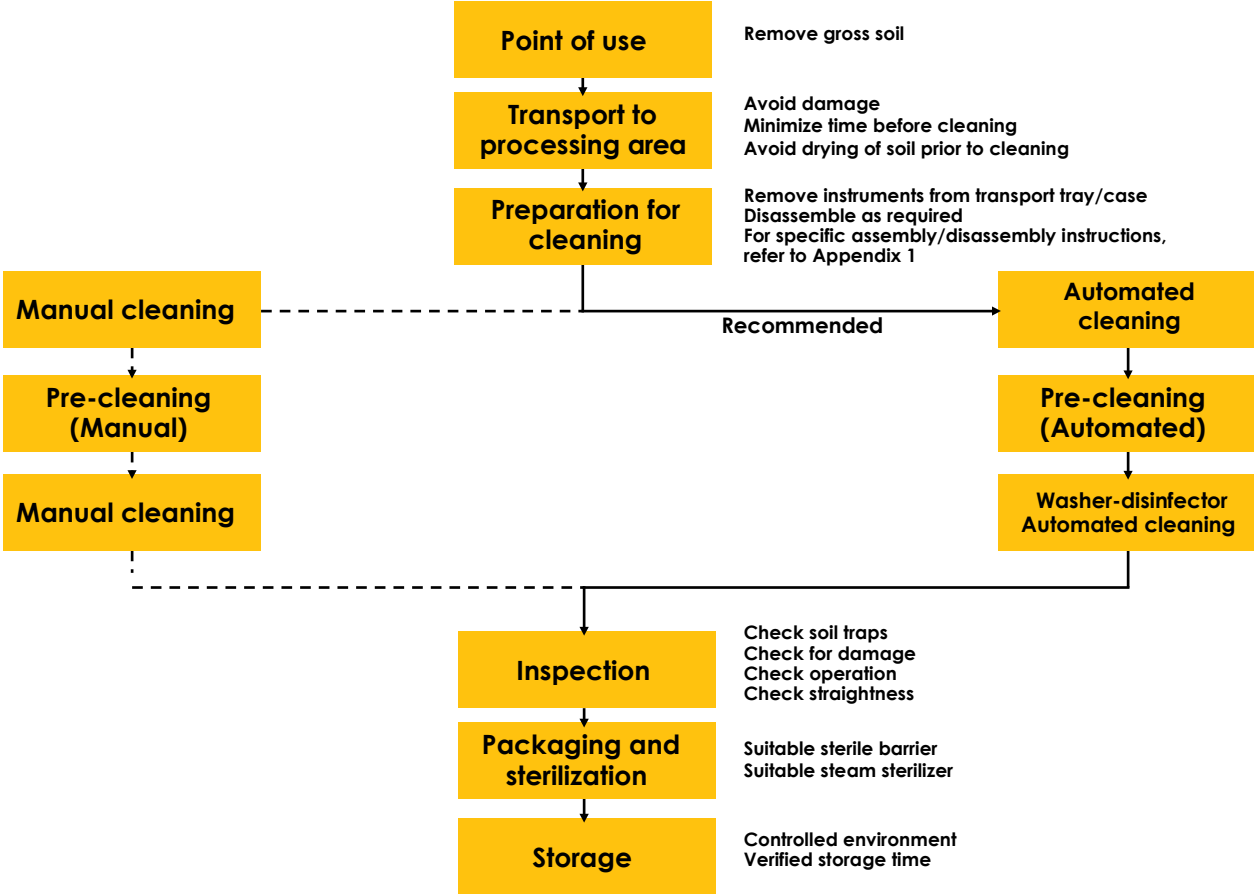 Point of use
Remove gross soil
Transport to
processing area
Avoid damage
Minimize time before cleaning
Avoid drying of soil prior to cleaning
Preparation for
cleaning
Remove instruments from transport tray/case
Disassemble as required
For specific assembly/disassembly instructions,
refer to Appendix 1
Manual cleaning
Recommended
Automated
cleaning
Pre-cleaning
(Manual)
Pre-cleaning
(Automated)
Manual cleaning
Washer-disinfector
Automated cleaning
Inspection
Check soil traps
Check for damage
Check operation
Check straightness
Packaging and
sterilization
Suitable sterile barrier
Suitable steam sterilizer
Storage
Controlled environment
Verified storage time